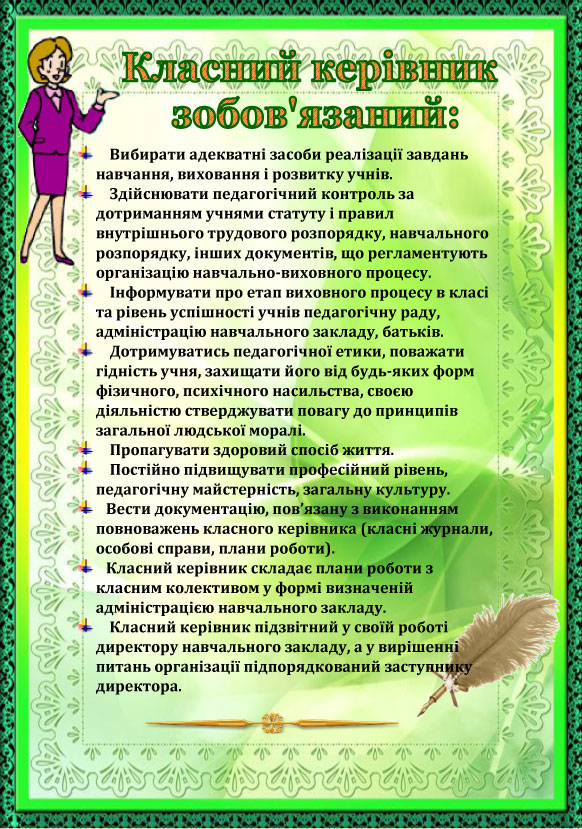 Класний керівник
зобов'язаний:
Вибирати адекватні засоби реалізації завдань
навчання, виховання і розвитку учнів.
Здійснювати педагогічний контроль за
дотриманням учнями статуту і правил
внутрішнього трудового розпорядку, навчального
розпорядку, інших документів, що регламентують
організацію навчально-виховного процесу.
Інформувати про етап виховного процесу в класі
та рівень успішності учнів педагогічну раду,
адміністрацію навчального закладу, батьків.
Дотримуватись педагогічної етики, поважати
гідність учня, захищати його від будь-яких форм
фізичного, психічного насильства, своєю
діяльністю стверджувати повагу до принципів
загальної людської моралі.
Пропагувати здоровий спосіб життя.
Постійно підвищувати професійний рівень,
педагогічну майстерність, загальну культуру.
Вести документацію, пов’язану з виконанням
повноважень класного керівника (класні журнали,
особові справи, плани роботи).
Класний керівник складає плани роботи з
класним колективом у формі визначеній
адміністрацією навчального закладу.
Класний керівник підзвітний у своїй роботі
директору навчального закладу, а у вирішенні
питань організації підпорядкований заступнику
директора.